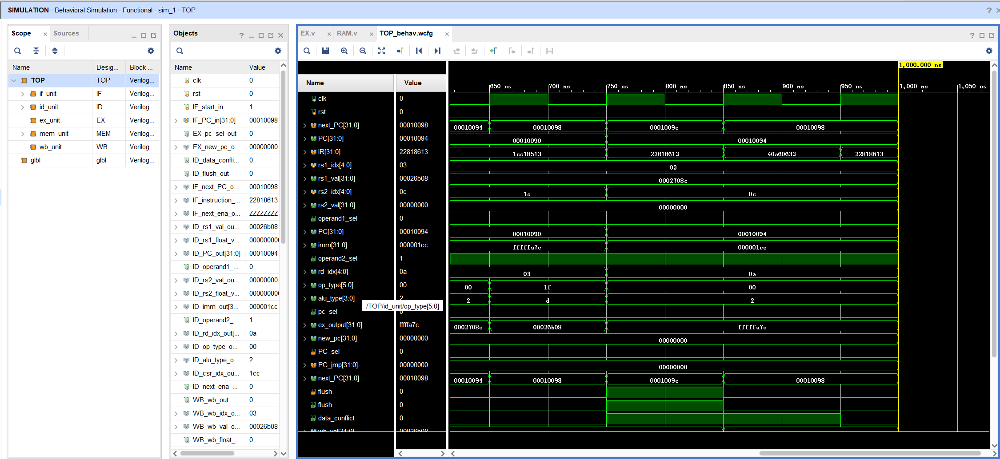 SIMULATION - Behavioral Simulation - Functional - sim_1 - TOP
Scope
Sources
Name Desig... Block ...
TOP TOP Verilog...
if_unit IF Verilog...
id_unit ID Verilog...
ex_unit EX Verilog...
mem_unit MEM Verilog...
wb_unit WB Verilog...
glbl glbl Verilog...
Objects
Name Value
clk 0
rst 0
IF_start_in 1
IF_PC_in[31:0] 00010098
EX_pc_sel_out 0
EX_new_pc_o... 00000000
ID_data_confli... 0
ID_flush_out 0
IF_next_PC_o... 00010098
IF_instruction_... 22818613
IF_next_ena_o... ZZZZZZZZ
ID_rs1_val_ou... 00026b08
ID_rs1_float_v... 00000000
ID_PC_out[31:0] 00010094
ID_operand1_... 0
ID_rs2_val_ou... 00000000
ID_rs2_float_v... 00000000
ID_imm_out[3... 000001cc
ID_operand2_... 1
ID_rd_idx_out[... 0a
ID_op_type_o... 00
ID_alu_type_o... 2
ID_csr_idx_ou... 1cc
ID_next_ena_... 0
WB_wb_out 0
WB_wb_idx_o... 03
WB_wb_val_o... 00026b08
WB_wb_float_... 0
EX.v
RAM.v
TOP_behav.wcfg
1,000.000 ns
Name Value
650 ns 700 ns 750 ns 800 ns 850 ns 900 ns 950 ns 1,000 ns 1,050 ns
clk 0
rst 0
next_PC[31:0] 00010098 00010094 00010098 0001009c 00010098
PC[31:0] 00010094 00010090 00010094
IR[31:0] 22818613 1cc18513 22818613 40a60633 22818613
rs1_idx[4:0] 03 03
rs1_val[31:0] 00026b08 0002708c
rs2_idx[4:0] 0c 1c 0c
rs2_val[31:0] 00000000 00000000
operand1_sel 0
PC[31:0] 00010094 00010090 00010094
imm[31:0] 000001cc fffffa7c 000001cc
operand2_sel 1
rd_idx[4:0] 0a 03 0a
op_type[5:0] 00 00 1f 00
alu_type[3:0] 2 2 d 2
/TOP/id_unit/op_type[5:0]
pc_sel 0
ex_output[31:0] fffffa7c 0002708c 00026b08 fffffa7c
new_pc[31:0] 00000000 00000000
PC_sel 0
PC_jmp[31:0] 00000000 00000000
next_PC[31:0] 00010098 00010094 00010098 0001009c 00010098
flush 0
flush 0
data_conflict 0
wb_val[31:0] 00026b08